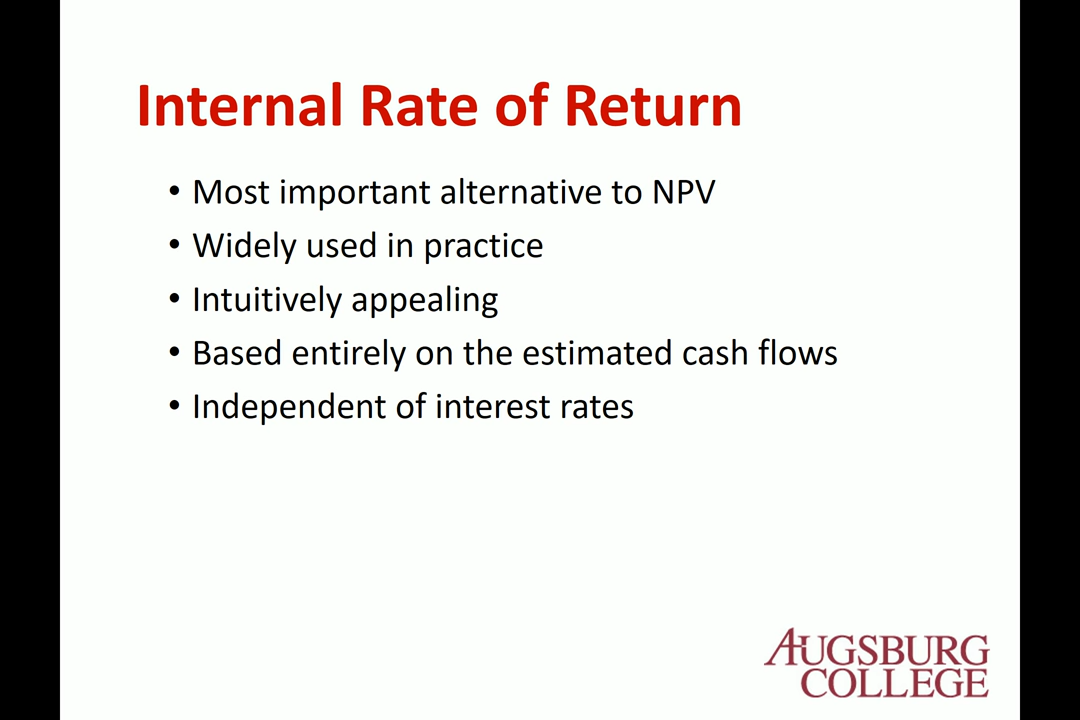 Internal Rate of Return
• Most important alternative to NPV
• Widely used in practice
• Intuitively appealing
• Based entirely on the estimated cash flows
• Independent of interest rates
AUGSBURG
COLLEGE